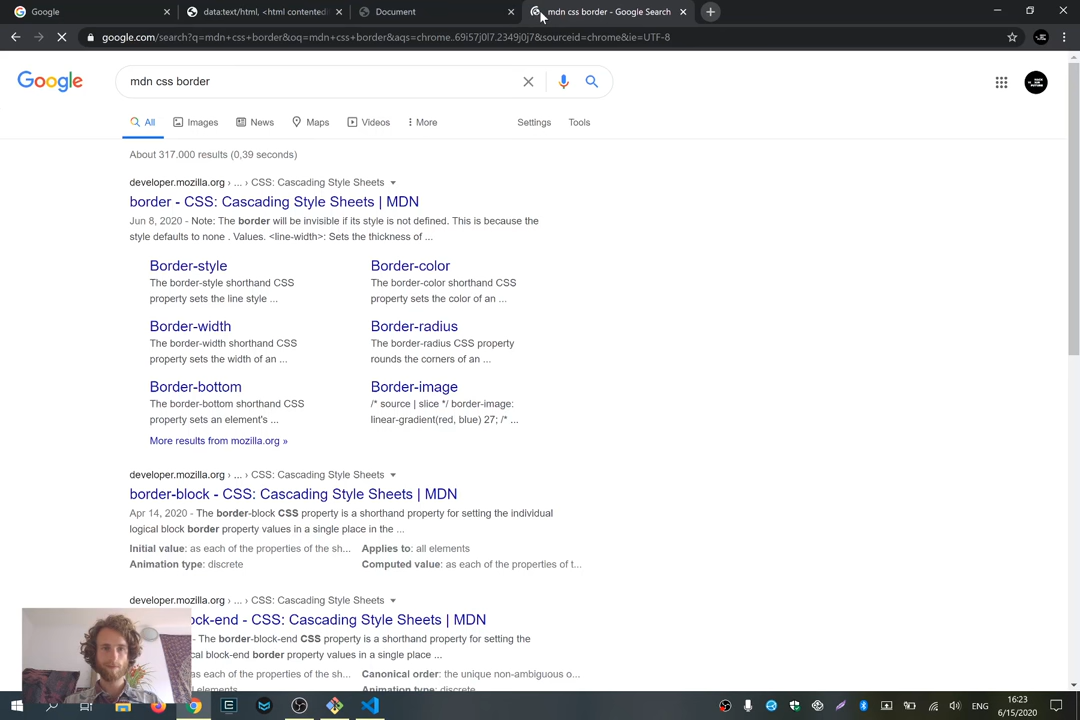 Google
data:text/html, <html contentedi
Document
mdn css border - Google Search
google.com/search?q=mdn+css+border&oq=mdn+css+border&aqs=chrome..69i57j0l7.2349j0j7&sourceid=chrome&ie=UTF-8
Google
mdn css border
All
Images
News
Maps
Videos
More
Settings
Tools
About 317.000 results (0,39 seconds)
developer.mozilla.org › ... › CSS: Cascading Style Sheets
border - CSS: Cascading Style Sheets | MDN
Jun 8, 2020 - Note: The border will be invisible if its style is not defined. This is because the
style defaults to none . Values. <line-width>: Sets the thickness of ...
Border-style
The border-style shorthand CSS
property sets the line style ...
Border-color
The border-color shorthand CSS
property sets the color of an ...
Border-width
The border-width shorthand CSS
property sets the width of an ...
Border-radius
The border-radius CSS property
rounds the corners of an ...
Border-bottom
The border-bottom shorthand CSS
property sets an element's ...
Border-image
/* source | slice */ border-image:
linear-gradient(red, blue) 27; /* ...
More results from mozilla.org »
developer.mozilla.org › ... › CSS: Cascading Style Sheets
border-block - CSS: Cascading Style Sheets | MDN
Apr 14, 2020 - The border-block CSS property is a shorthand property for setting the individual
logical block border property values in a single place in the ...
Initial value: as each of the properties of the sh...
Applies to: all elements
Animation type: discrete
Computed value: as each of the properties of t...
developer.mozilla.org › ... › CSS: Cascading Style Sheets
ock-end - CSS: Cascading Style Sheets | MDN
- The border-block-end CSS property is a shorthand property for setting the
cal block-end border property values in a single place ...
as each of the properties of the sh...
Canonical order: the unique non-ambiguous o...
l elements
Animation type: discrete
ENG
16:23
6/15/2020